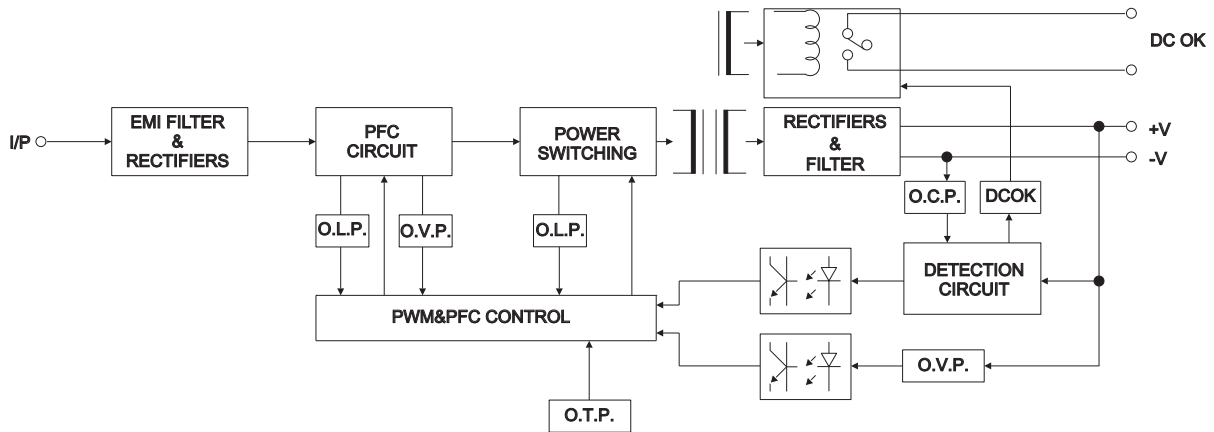 DC OK
I/P
EMI FILTER
&
RECTIFIERS
PFC
CIRCUIT
POWER
SWITCHING
RECTIFIERS
&
FILTER
+V
-V
O.L.P.
O.V.P.
O.L.P.
O.C.P.
DCOK
DETECTION
CIRCUIT
PWM&PFC CONTROL
O.V.P.
O.T.P.